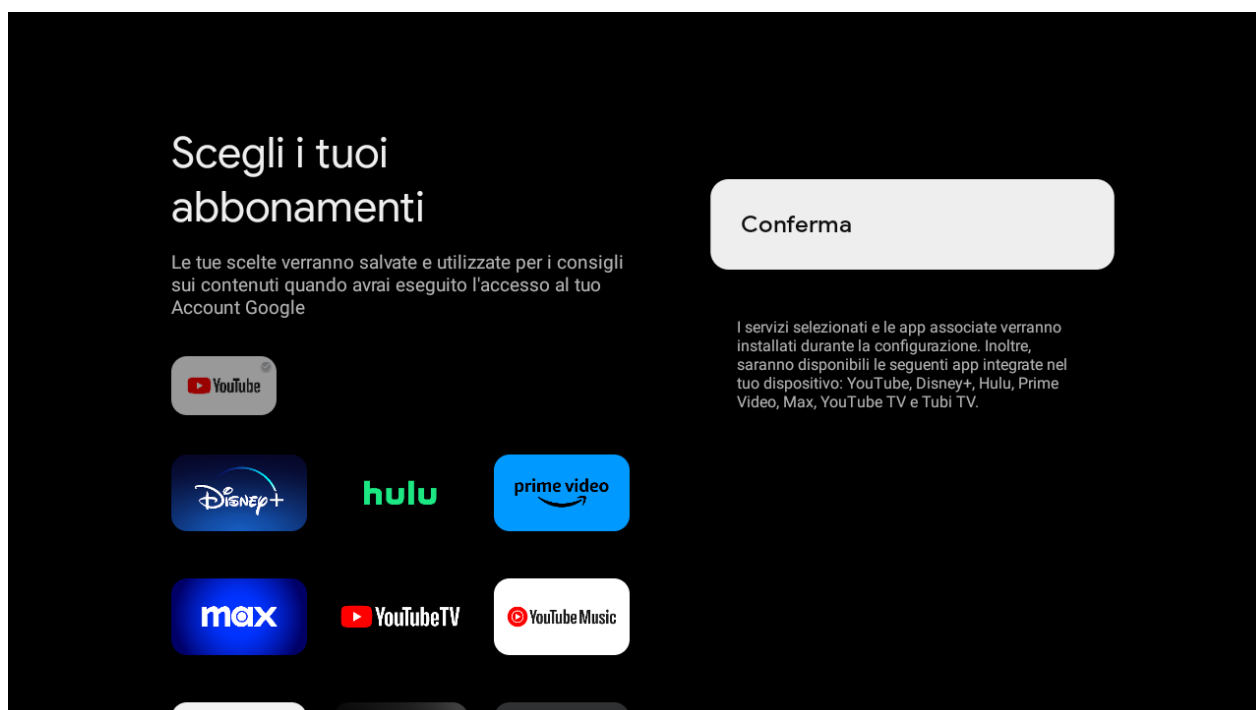 Scegli i tuoi
abbonamenti
Le tue scelte verranno salvate e utilizzate per i consigli
sui contenuti quando avrai eseguito l'accesso al tuo
Account Google
YouTube
Disney+
hulu
prime video
max
YouTubeTV
YouTube Music
Conferma
I servizi selezionati e le app associate verranno
installati durante la configurazione. Inoltre,
saranno disponibili le seguenti app integrate nel
tuo dispositivo: YouTube, Disney+, Hulu, Prime
Video, Max, YouTube TV e Tubi TV.